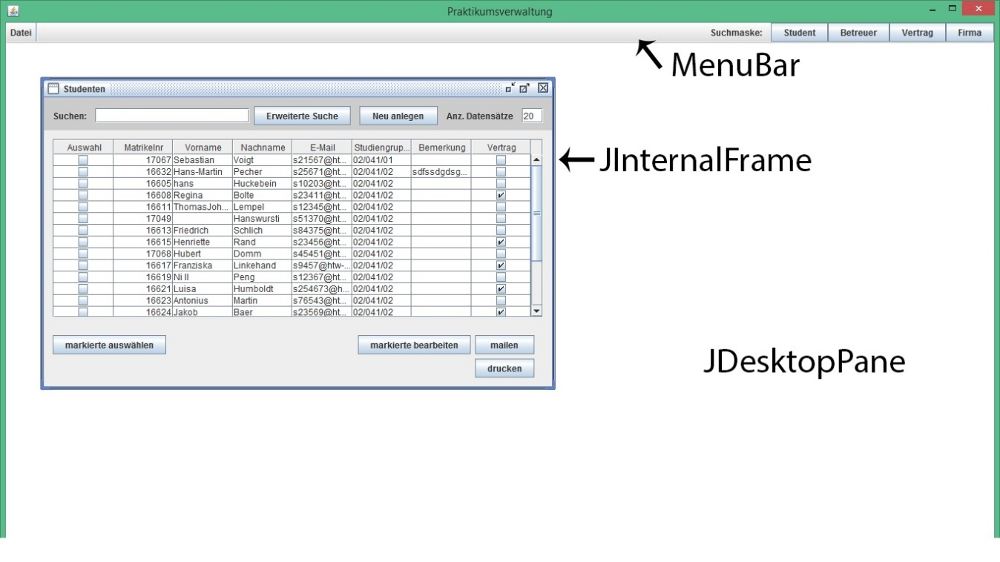 Praktikumsverwaltung
Datei Suchmaske: Student Betreuer Vertrag Firma
MenuBar
Studenten
Suchen: Erweiterte Suche Neu anlegen Anz. Datensätze 20
Auswahl Matrikelnr Vorname Nachname E-Mail Studiengrup... Bemerkung Vertrag
17067 Sebastian Voigt s21567@ht... 02/041/01
16632 Hans-Martin Pecher s25671@ht... 02/041/02 sdfssdgdsg...
16605 hans Huckebein s10203@ht... 02/041/02
16608 Regina Bolte s23411@ht... 02/041/02
16611 ThomasJoh... Lempel s12345@ht... 02/041/02
17049 Hanswursti s51370@ht... 02/041/02
16613 Friedrich Schlich s84375@ht... 02/041/02
16615 Henriette Rand s23456@ht... 02/041/02
17068 Hubert Domm s45451@ht... 02/041/02
16617 Franziska Linkehand s9457@htw-... 02/041/02
16619 Ni li Peng s12367@ht... 02/041/02
16621 Luisa Humboldt s254673@h... 02/041/02
16623 Antonius Martin s76543@ht... 02/041/02
16624 Jakob Baer s23569@ht... 02/041/02
JInternalFrame
markierte auswählen markierte bearbeiten mailen
drucken
JDesktopPane